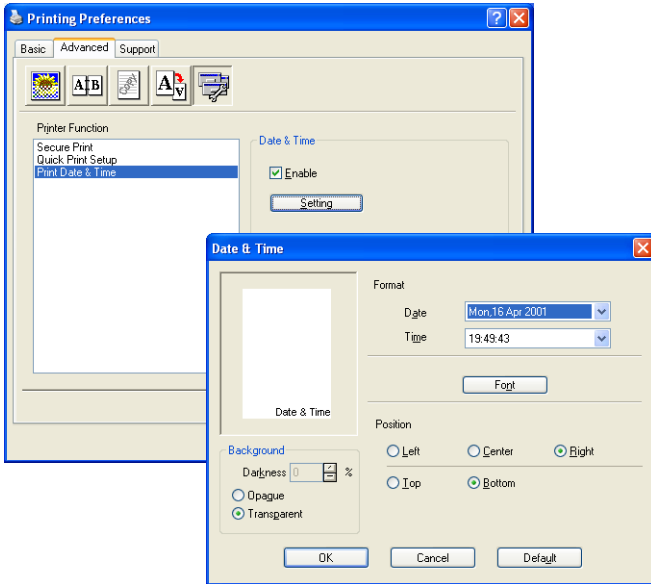 Printing Preferences
Basic Advanced Support
A B
A
V
Printer Function
Secure Print
Quick Print Setup
Print Date & Time
Date & Time
Enable
Setting
Date & Time
Date & Time
Format
Date Mon,16 Apr 2001
Time 19:49:43
Font
Background
Darkness 0 %
Opague
Transparent
Position
Left Center Right
Top Bottom
OK Cancel Default